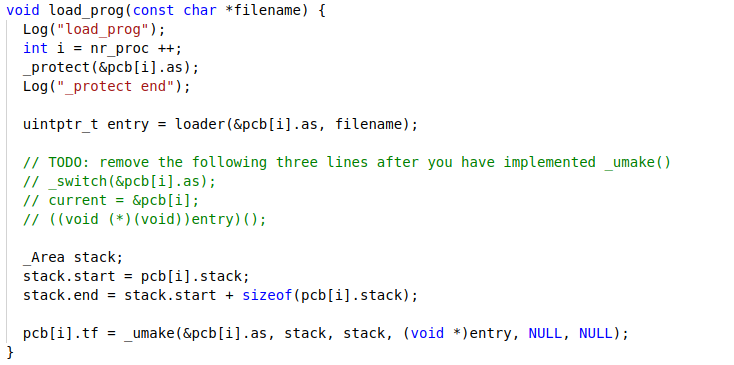 void load_prog(const char *filename) {
  Log("load_prog");
  int i = nr_proc ++;
  _protect(&pcb[i].as);
  Log("_protect end");

  uintptr_t entry = loader(&pcb[i].as, filename);

  // TODO: remove the following three lines after you have implemented _umake()
  // _switch(&pcb[i].as);
  // current = &pcb[i];
  // ((void (*)(void))entry)();

  _Area stack;
  stack.start = pcb[i].stack;
  stack.end = stack.start + sizeof(pcb[i].stack);

  pcb[i].tf = _umake(&pcb[i].as, stack, stack, (void *)entry, NULL, NULL);
}